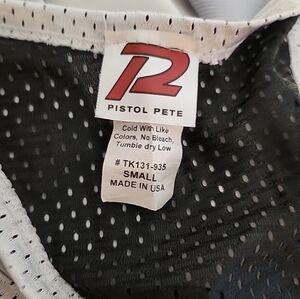 PISTOL PETE
Cold With Like
Colors, No Bleach,
Tumble dry Low
# TK131-935
SMALL
MADE IN USA